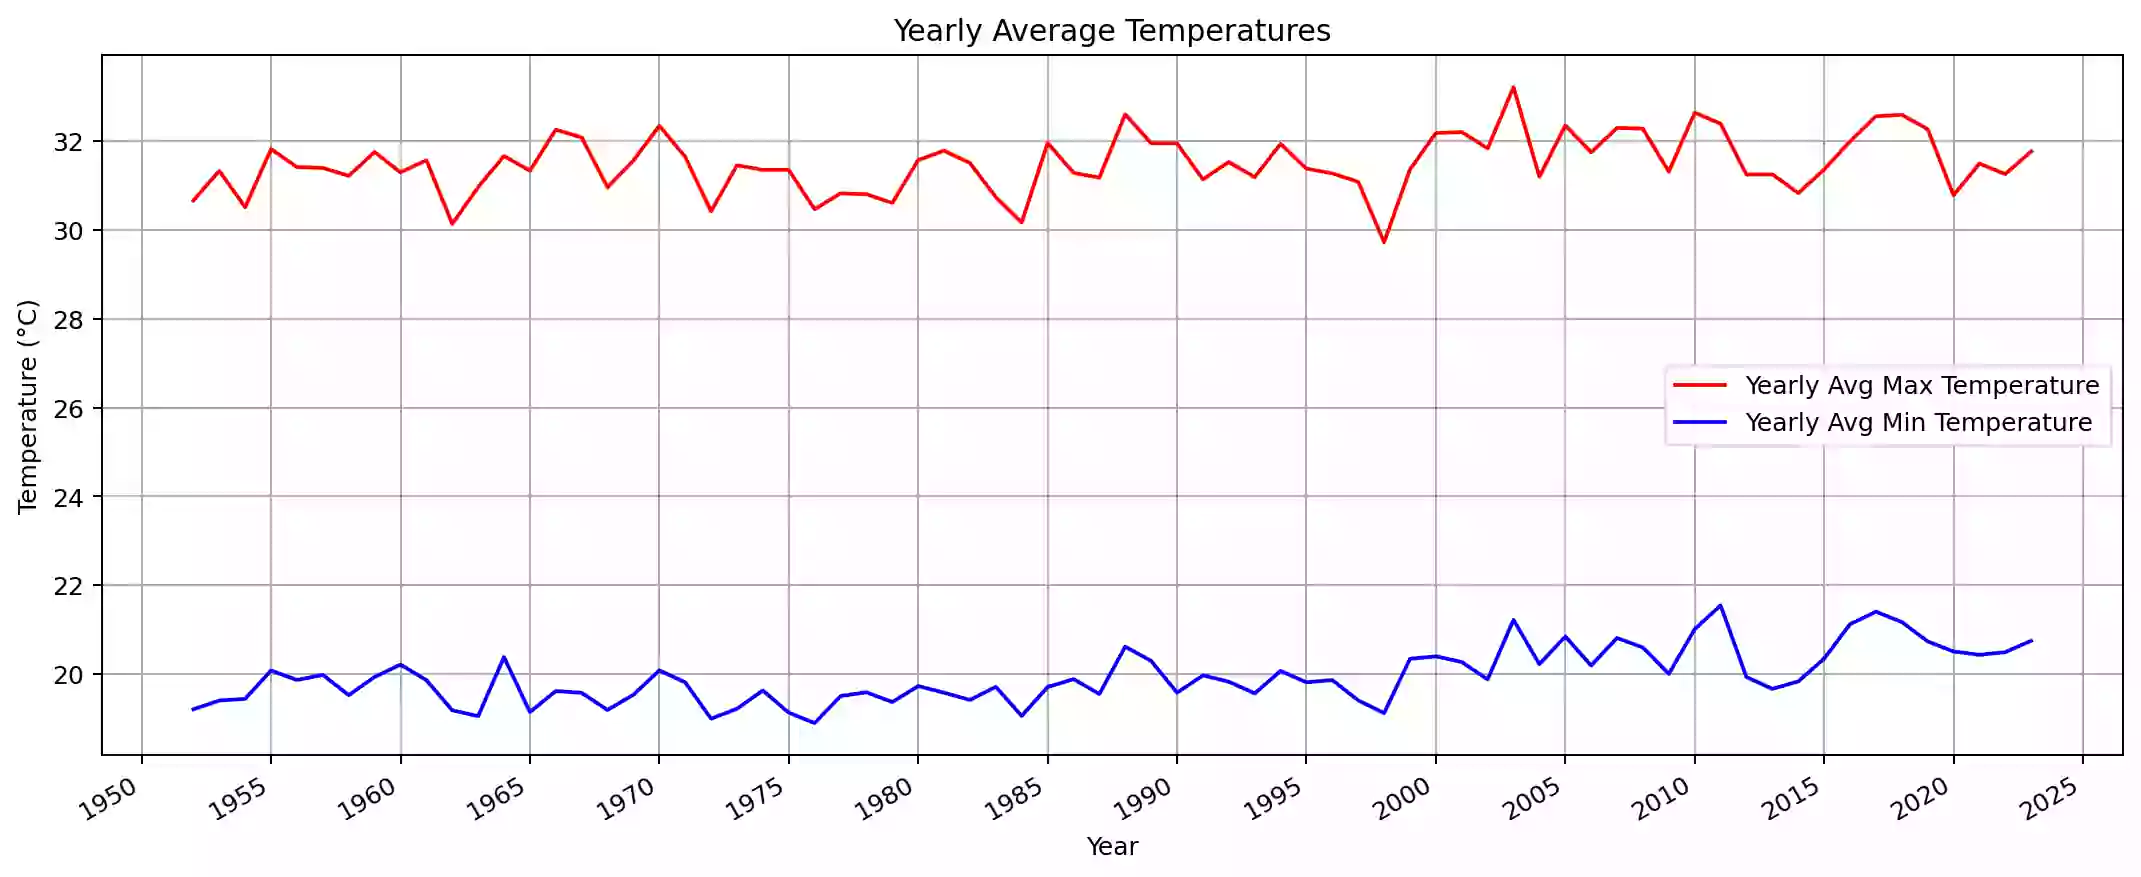 Yearly Average Temperatures
Temperature (°C)
32
30
28
26
24
22
20
Yearly Avg Max Temperature
Yearly Avg Min Temperature
1950 1955 1960 1965 1970 1975 1980 1985 1990 1995 2000 2005 2010 2015 2020 2025
Year